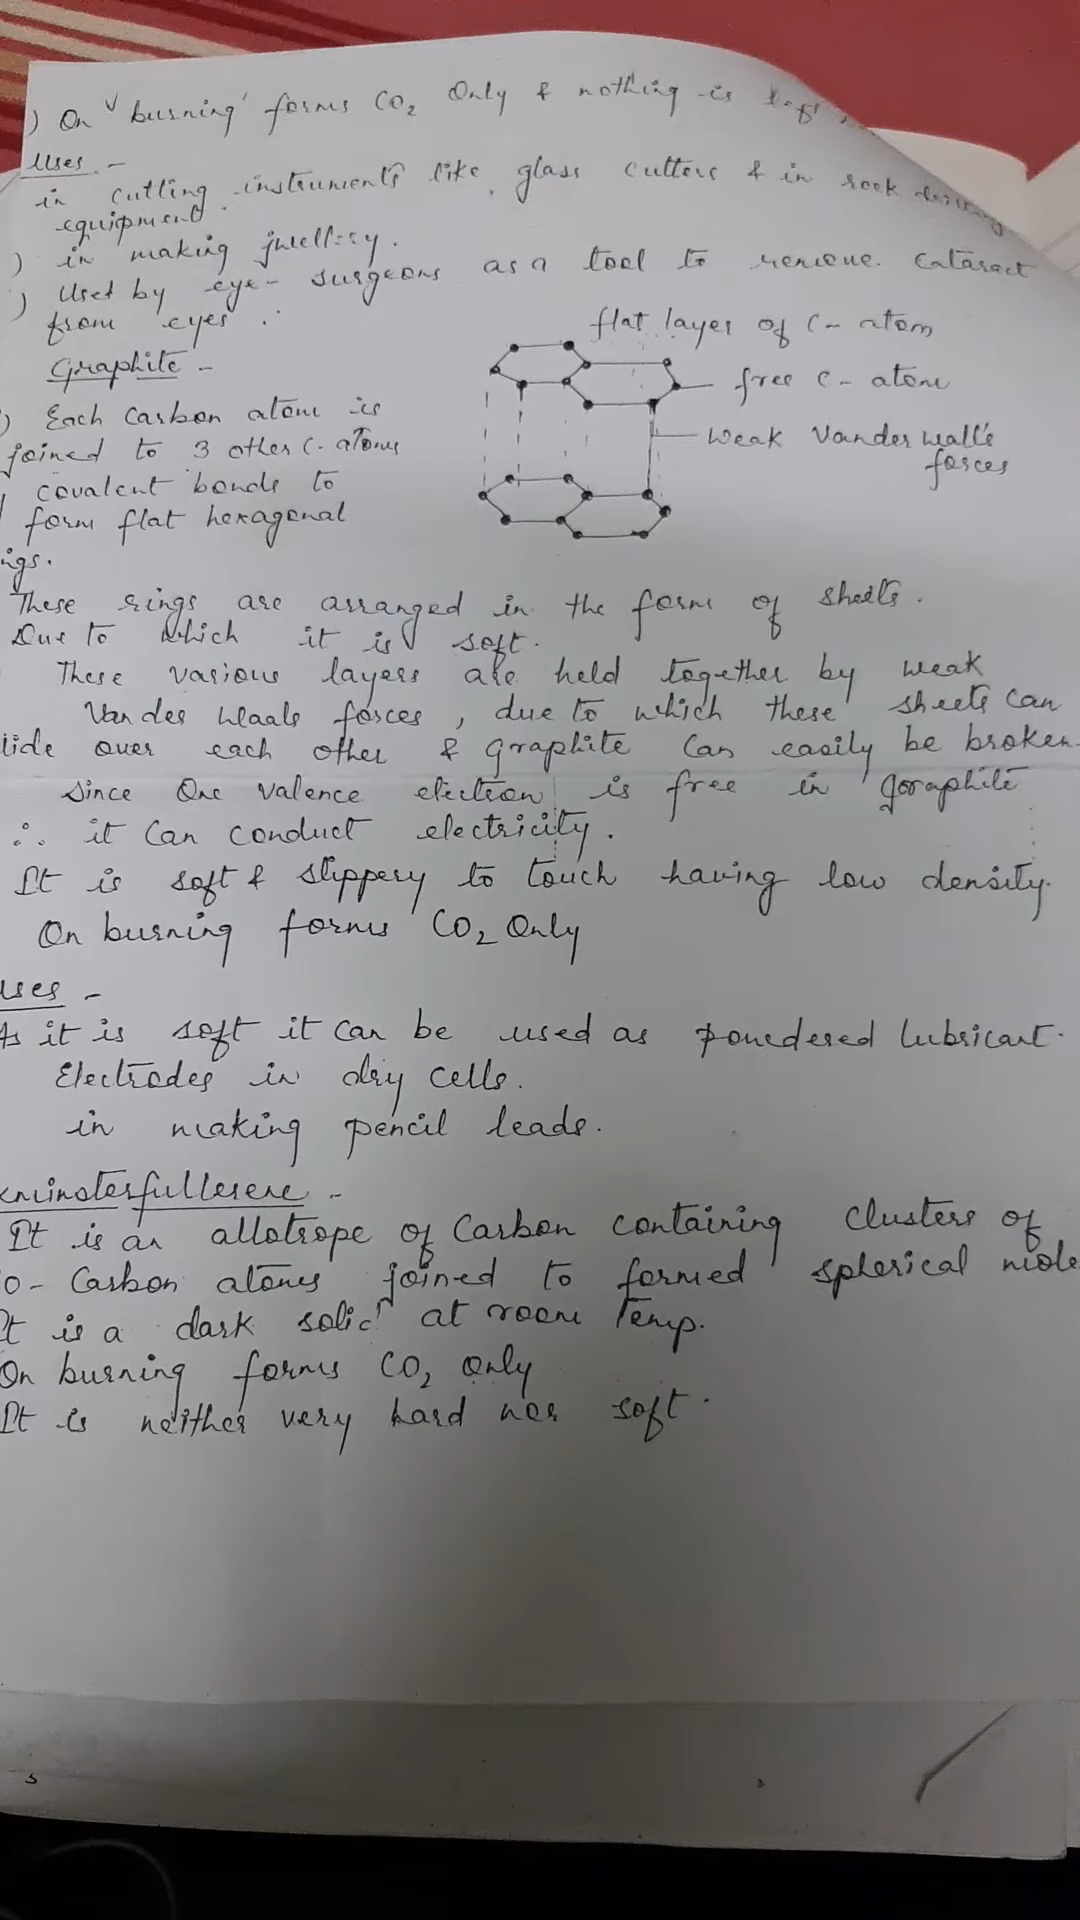 ) On burning forms CO2 Only & nothing is left
Uses -
in cutting instruments like glass cutters & in rock
equipment
) in making jwellery.
) Used by eye- surgeons as a tool to remove cataract
from eyes.
flat layer of C- atom
Graphite -
free C- atom
) Each Carbon atom is
weak Vander wall's
joined to 3 other C- atoms
forces
covalent bonds to
form flat hexagonal
ngs.
These rings are arranged in the form of sheets.
Due to which it is soft.
These various layers are held together by weak
Van der Waals forces, due to which these sheets can
lide over each other & graphite can easily be broken.
Since One valence electron is free in graphite
∴ it Can conduct electricity.
It is soft & slippery to touch having low density.
On burning forms CO2 Only
uses -
As it is soft it can be used as powdered lubricant.
Electrodes in dry cells.
in making pencil leads.
kminsterfullerene -
It is an allotrope of Carbon containing clusters of
0- Carbon atoms joined to formed spherical mole
It is a dark solid at room Temp.
On burning forms CO2 only
It is neither very hard nor soft.